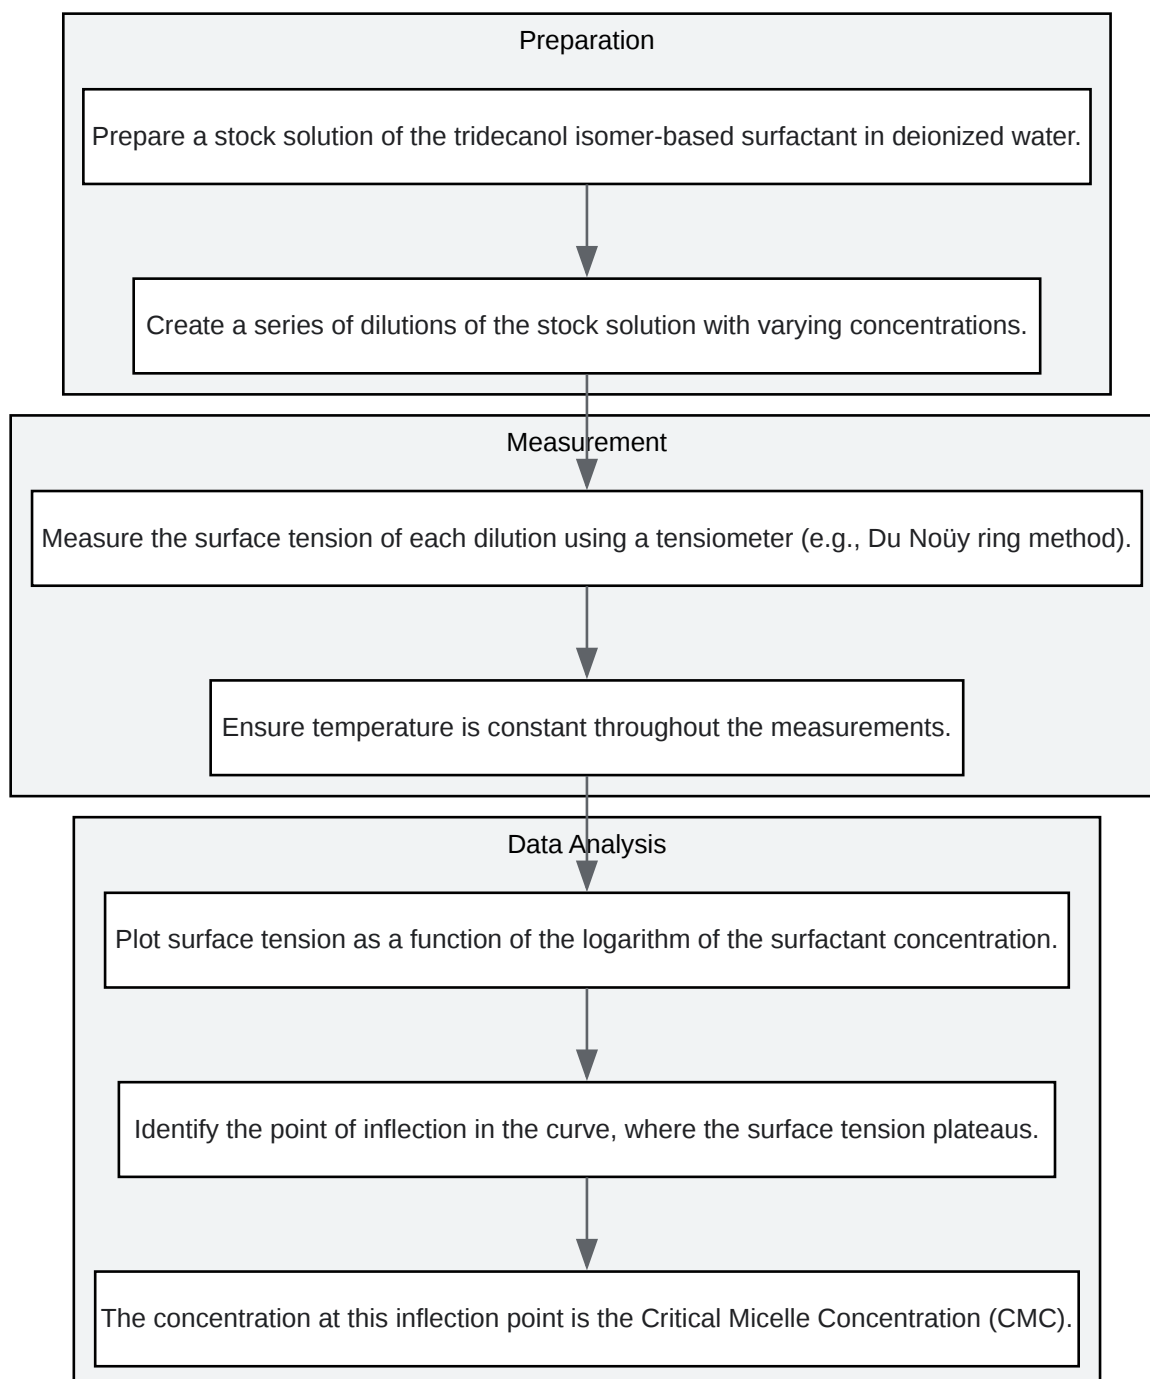 Preparation
Prepare a stock solution of the tridecanol isomer-based surfactant in deionized water.
Create a series of dilutions of the stock solution with varying concentrations.
Measurement
Measure the surface tension of each dilution using a tensiometer (e.g., Du Noüy ring method).
Ensure temperature is constant throughout the measurements.
Data Analysis
Plot surface tension as a function of the logarithm of the surfactant concentration.
Identify the point of inflection in the curve, where the surface tension plateaus.
The concentration at this inflection point is the Critical Micelle Concentration (CMC).